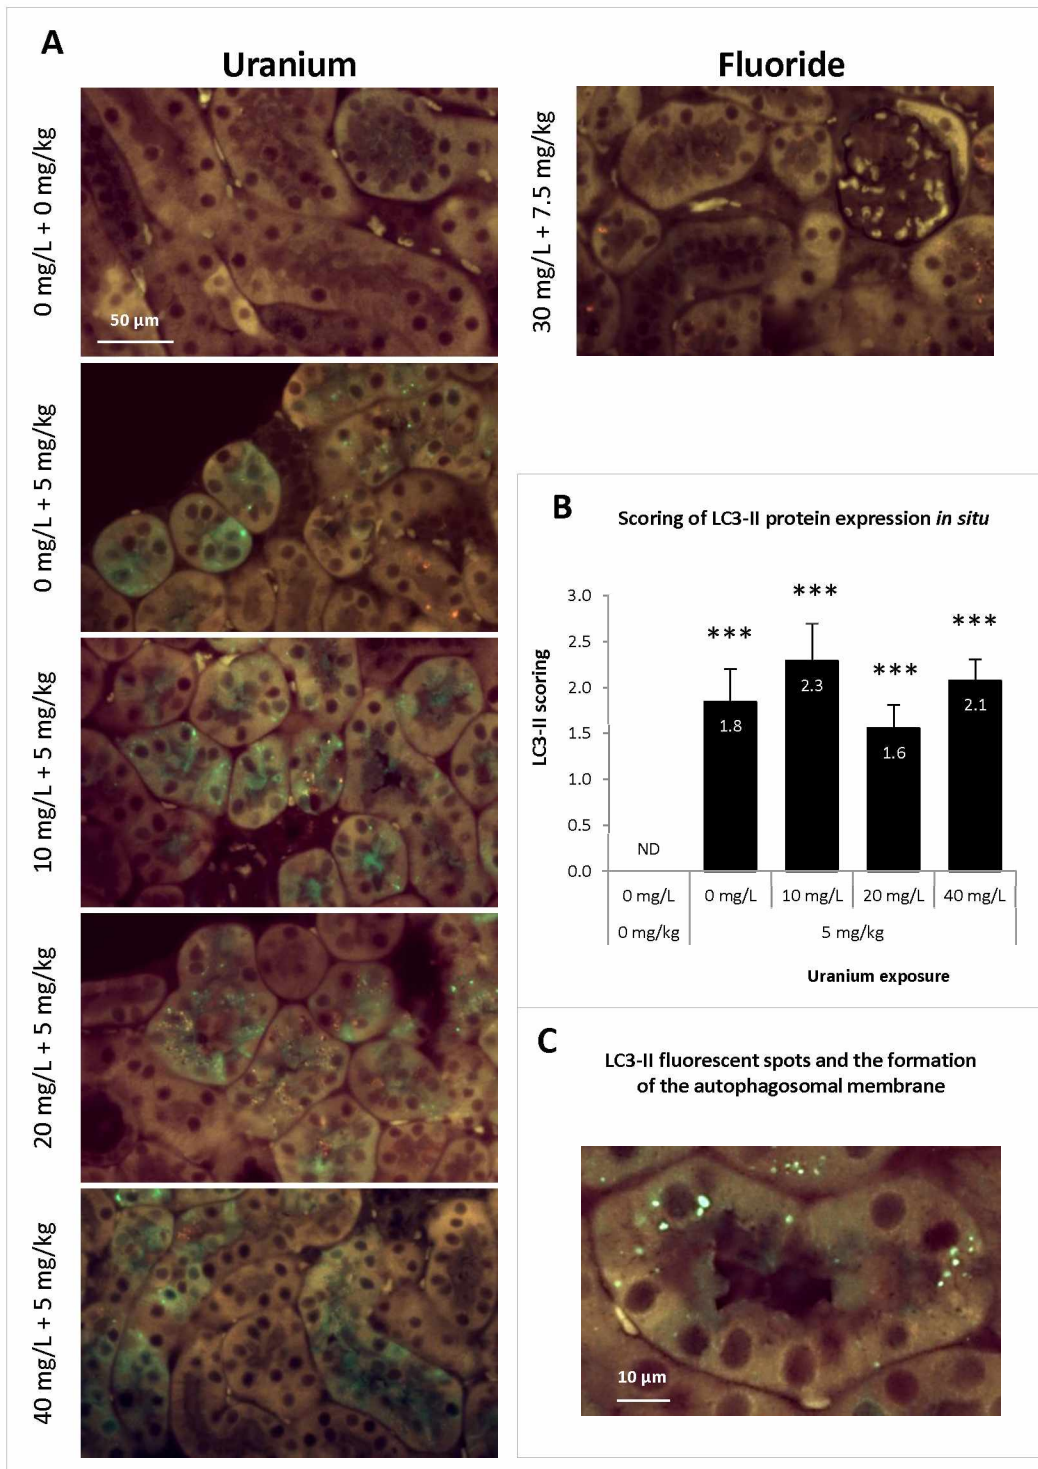 A
Uranium
Fluoride
0 mg/L + 0 mg/kg
50 µm
30 mg/L + 7.5 mg/kg
0 mg/L + 5 mg/kg
10 mg/L + 5 mg/kg
20 mg/L + 5 mg/kg
40 mg/L + 5 mg/kg
B
Scoring of LC3-II protein expression in situ
LC3-II scoring
3.0
2.5
2.0
1.5
1.0
0.5
0.0
ND
***
1.8
***
2.3
***
1.6
***
2.1
0 mg/L 0 mg/L 10 mg/L 20 mg/L 40 mg/L
0 mg/kg 5 mg/kg
Uranium exposure
C
LC3-II fluorescent spots and the formation
of the autophagosomal membrane
10 µm